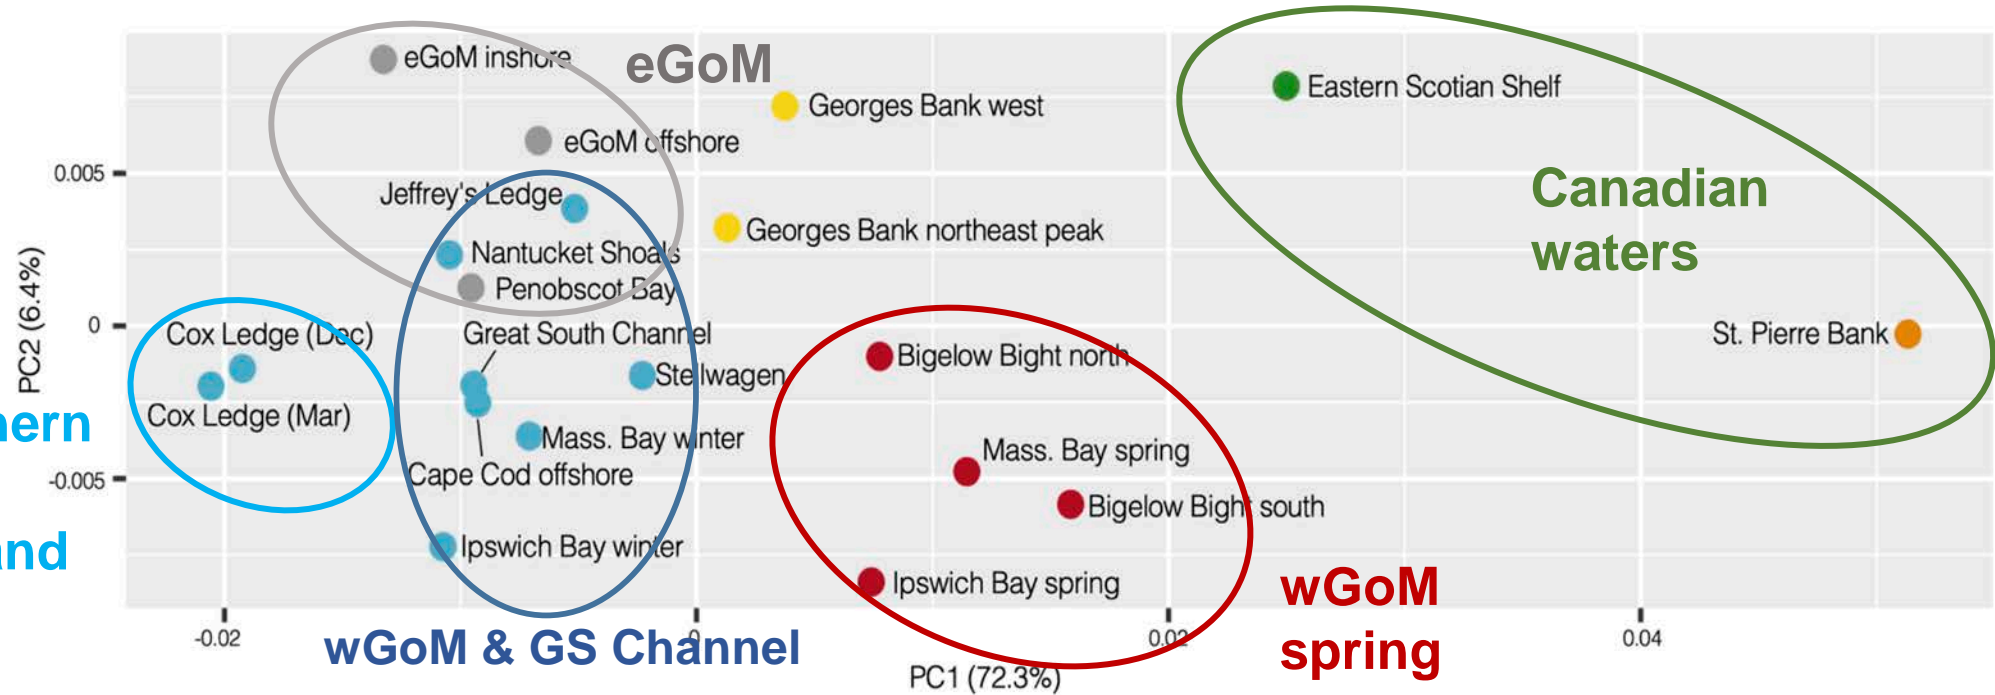 eGoM inshore
eGoM
Georges Bank west
Eastern Scotian Shelf
eGoM offshore
0.005
Jeffrey's Ledge
Canadian
waters
Georges Bank northeast peak
Nantucket Shoals
Penobscot Bay
PC2 (6.4%)
0
Cox Ledge (Dec)
Great South Channel
St. Pierre Bank
Bigelow Bight north
Stellwagen
Cox Ledge (Mar)
Mass. Bay winter
Mass. Bay spring
Cape Cod offshore
-0.005
Bigelow Bight south
Ipswich Bay winter
Ipswich Bay spring
wGoM
spring
-0.02
0
0.02
0.04
wGoM & GS Channel
PC1 (72.3%)